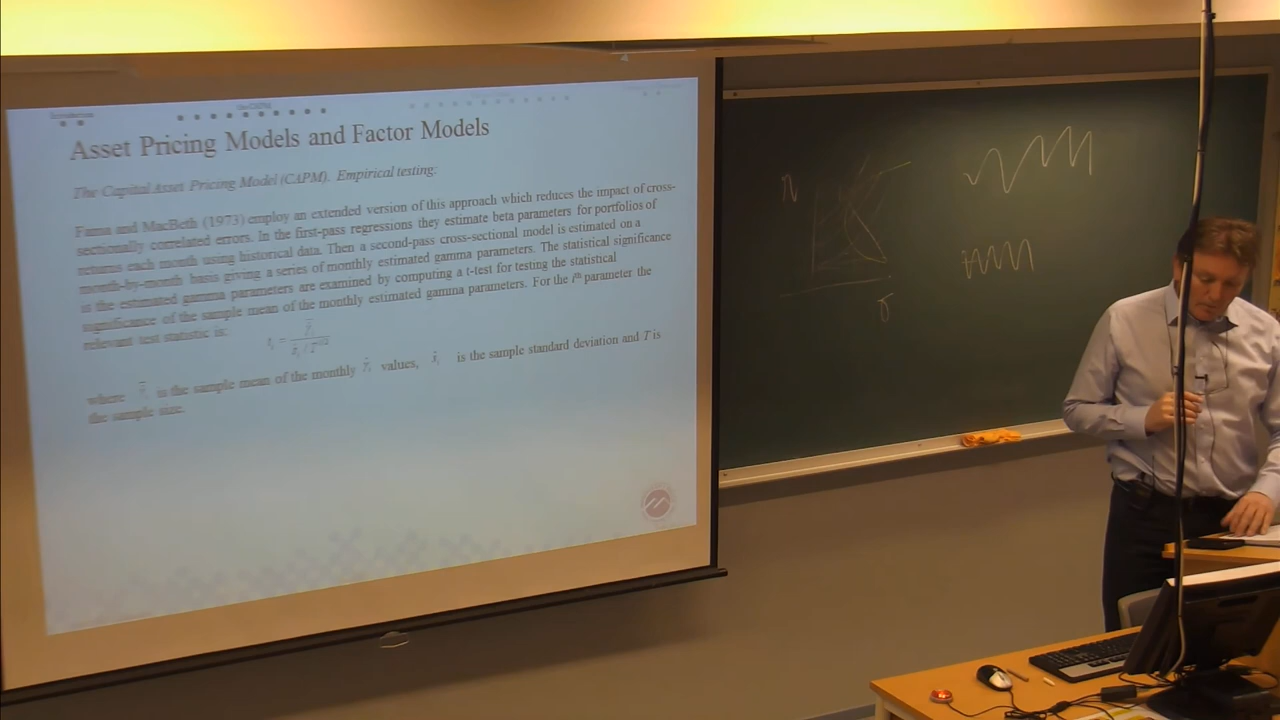 Introduction
the CAPM
Asset Pricing Models and Factor Models
The Capital Asset Pricing Model (CAPM). Empirical testing:
Fama and MacBeth (1973) employ an extended version of this approach which reduces the impact of cross-
sectionally correlated errors. In the first-pass regressions they estimate beta parameters for portfolios of
returns each month using historical data. Then a second-pass cross-sectional model is estimated on a
month-by-month basis giving a series of monthly estimated gamma parameters. The statistical significance
is the estimated gamma parameters are examined by computing a t-test for testing the statistical
significance of the sample mean of the monthly estimated gamma parameters. For the iᵗʰ parameter the
relevant test statistic is:
where is the sample mean of the monthly values, is the sample standard deviation and T is
the sample size.
σ